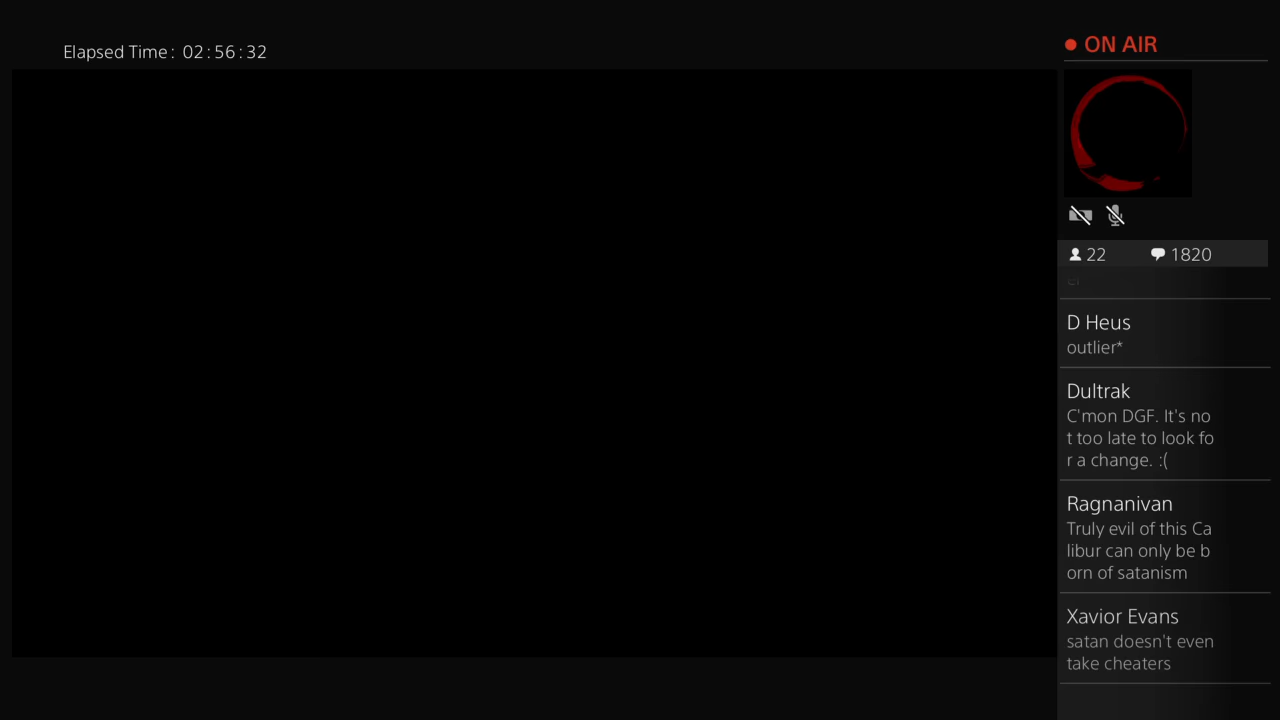 Elapsed Time: 02:56:32
ON AIR
22 1820
D Heus
outlier*
Dultrak
C'mon DGF. It's no
t too late to look fo
r a change. :(
Ragnanivan
Truly evil of this Ca
libur can only be b
orn of satanism
Xavior Evans
satan doesn't even
take cheaters